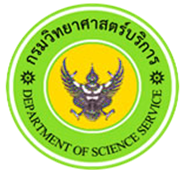 กรมวิทยาศาสตร์บริการ
DEPARTMENT OF SCIENCE SERVICE